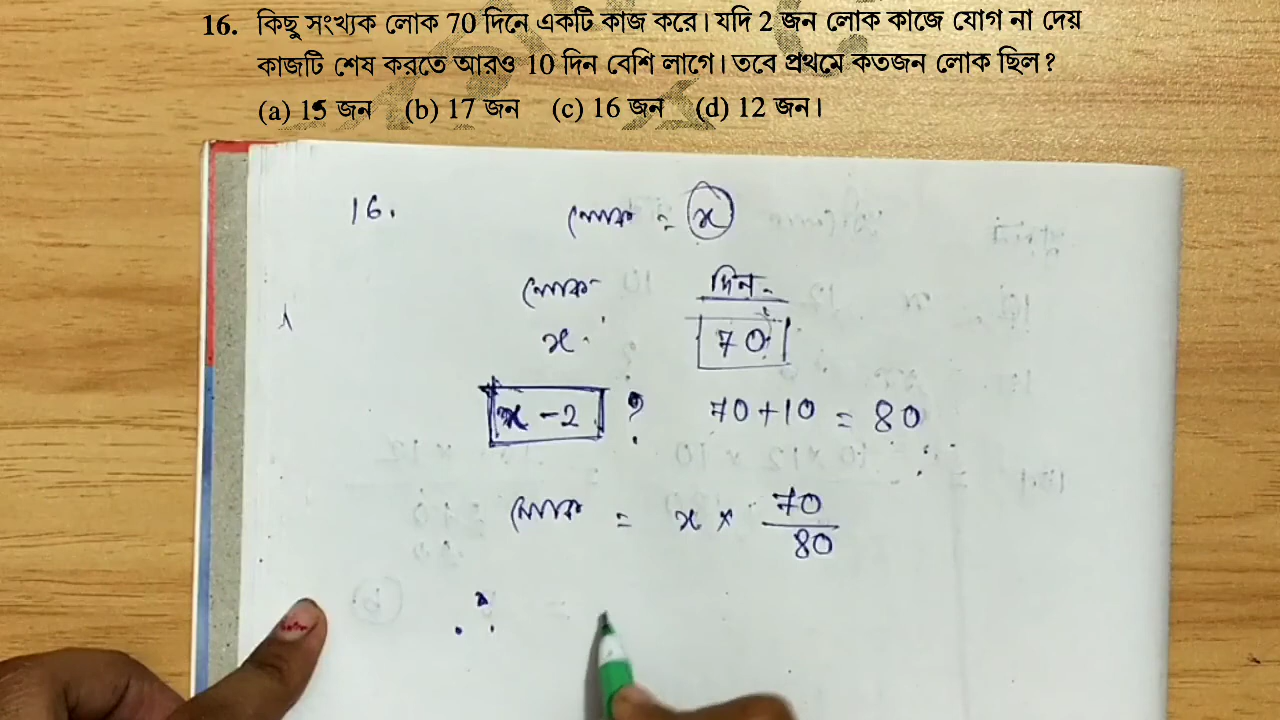 16. কিছু সংখ্যক লোক 70 দিনে একটি কাজ করে। যদি 2 জন লোক কাজে যোগ না দেয়
কাজটি শেষ করতে আরও 10 দিন বেশি লাগে। তবে প্রথমে কতজন লোক ছিল?
(a) 15 জন (b) 17 জন (c) 16 জন (d) 12 জন।
16. লোক = x
লোক দিন
x 70
x - 2 ? 70 + 10 = 80
লোক = x × 70/80
∴